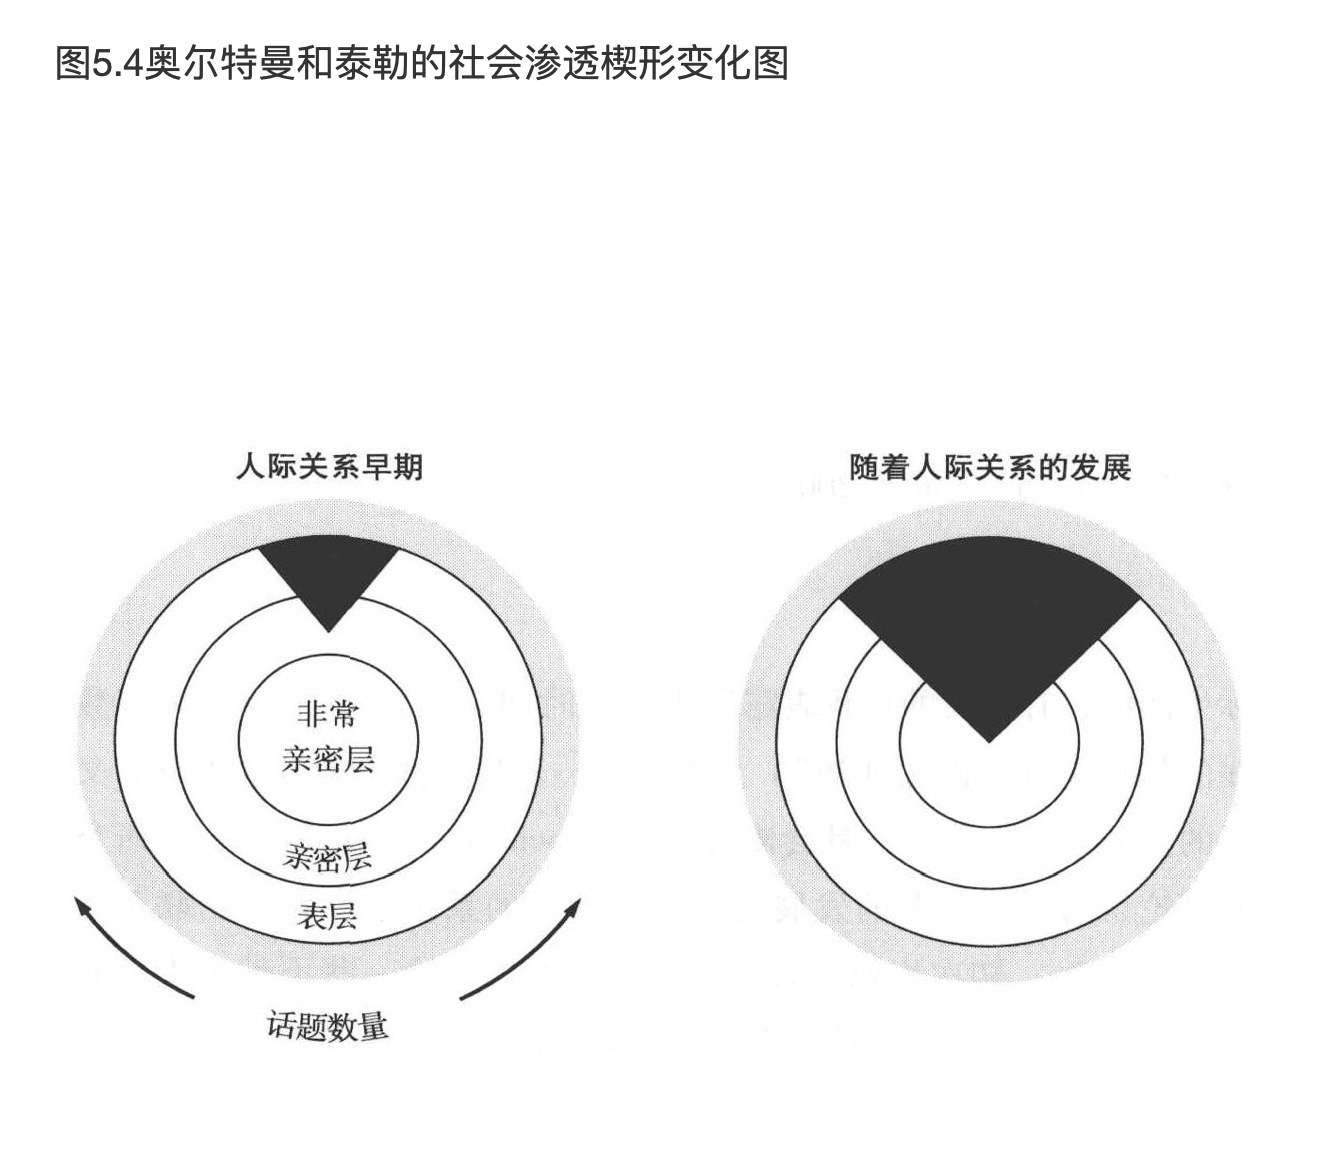 图5.4奥尔特曼和泰勒的社会渗透楔形变化图
人际关系早期
随着人际关系的发展
非常
亲密层
亲密层
表层
话题数量